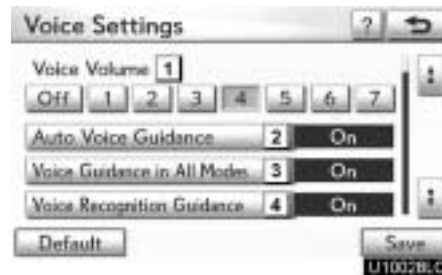 Voice Settings ?
Voice Volume 1
Off 1 2 3 4 5 6 7
Auto Voice Guidance 2 On
Voice Guidance in All Modes 3 On
Voice Recognition Guidance 4 On
Default Save